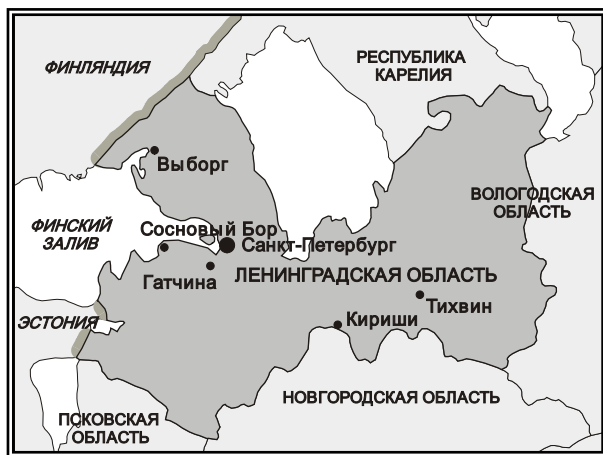 ФИНЛЯНДИЯ
РЕСПУБЛИКА
КАРЕЛИЯ
Выборг
ВОЛОГОДСКАЯ
ОБЛАСТЬ
ФИНСКИЙ
ЗАЛИВ
Сосновый Бор
Санкт-Петербург
Гатчина
ЛЕНИНГРАДСКАЯ ОБЛАСТЬ
Тихвин
ЭСТОНИЯ
Кириши
НОВГОРОДСКАЯ ОБЛАСТЬ
ПСКОВСКАЯ
ОБЛАСТЬ